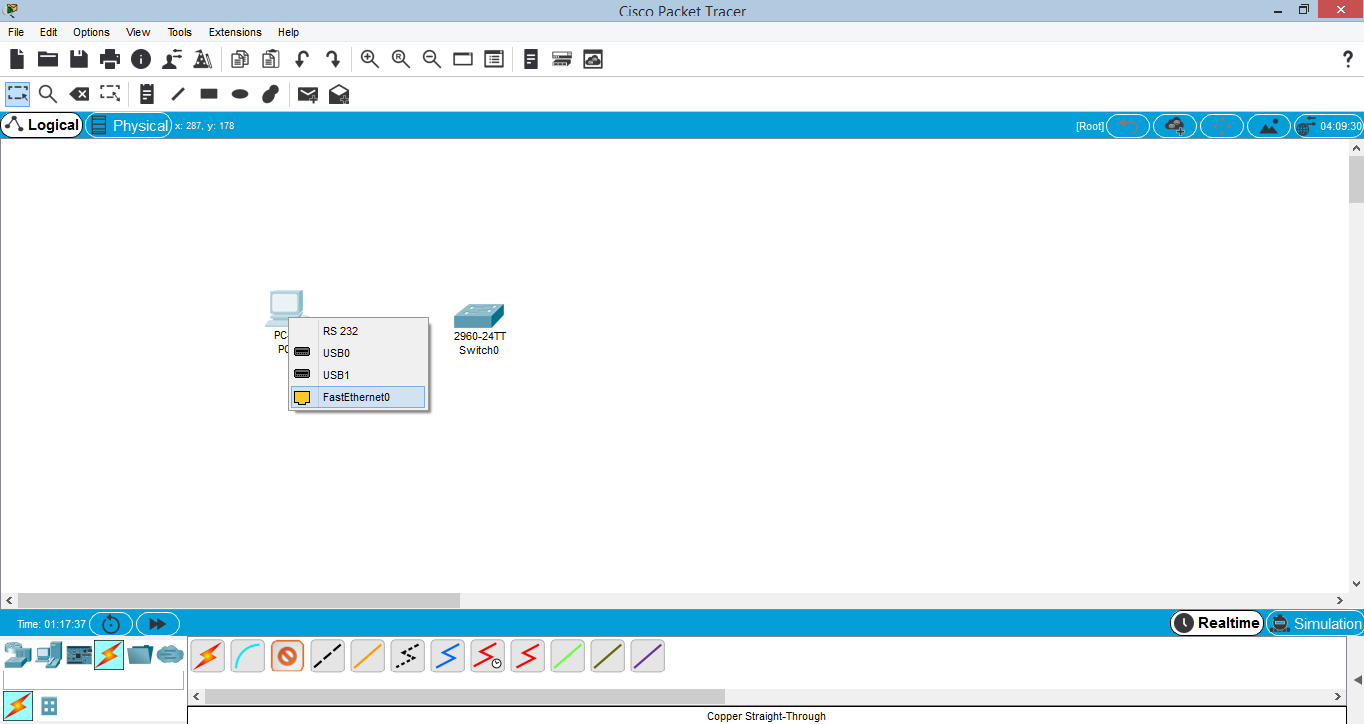 Cisco Packet Tracer
File Edit Options View Tools Extensions Help
Logical Physical x: 287, y: 178 [Root] 04:09:30
RS 232
USB0
USB1
FastEthernet0
PC
PC
2960-24TT
Switch0
Time: 01:17:37 Realtime Simulation
Copper Straight-Through